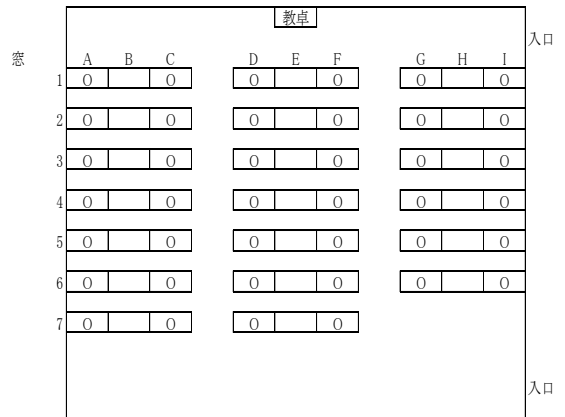 教卓
入口
窓
A B C D E F G H I
1 O O O O O O
2 O O O O O O
3 O O O O O O
4 O O O O O O
5 O O O O O O
6 O O O O O O
7 O O O O
入口